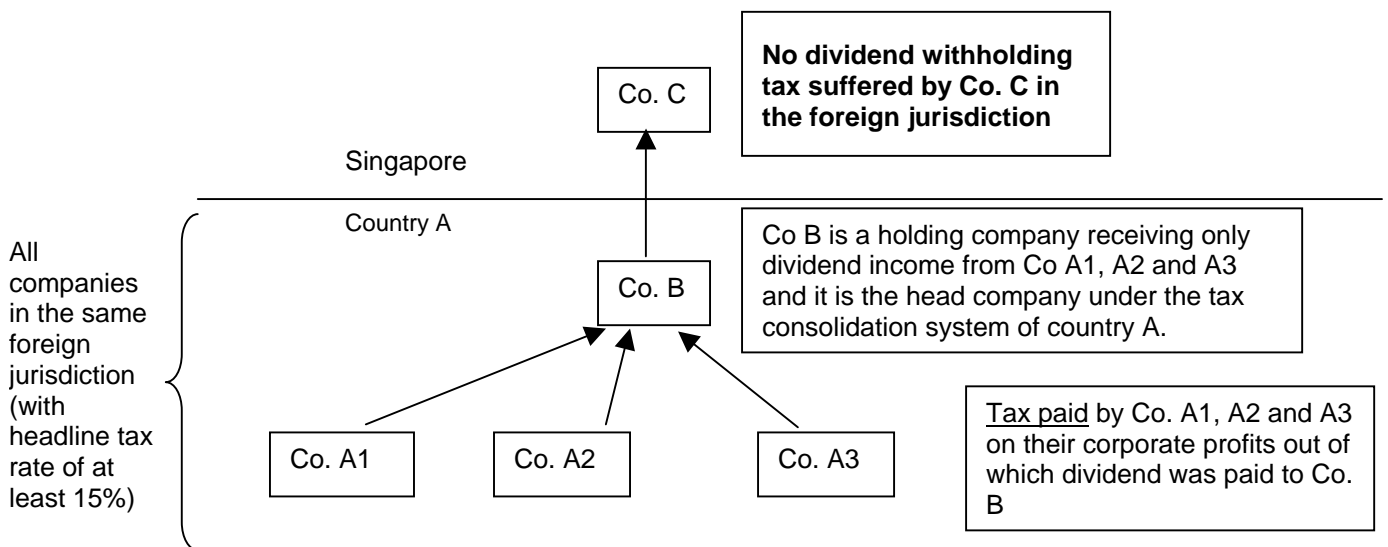 No dividend withholding
tax suffered by Co. C in
the foreign jurisdiction
Co. C
Singapore
Country A
Co B is a holding company receiving only
dividend income from Co A1, A2 and A3
and it is the head company under the tax
consolidation system of country A.
Co. B
All
companies
in the same
foreign
jurisdiction
(with
headline tax
rate of at
least 15%)
Co. A1
Co. A2
Co. A3
Tax paid by Co. A1, A2 and A3
on their corporate profits out of
which dividend was paid to Co.
B